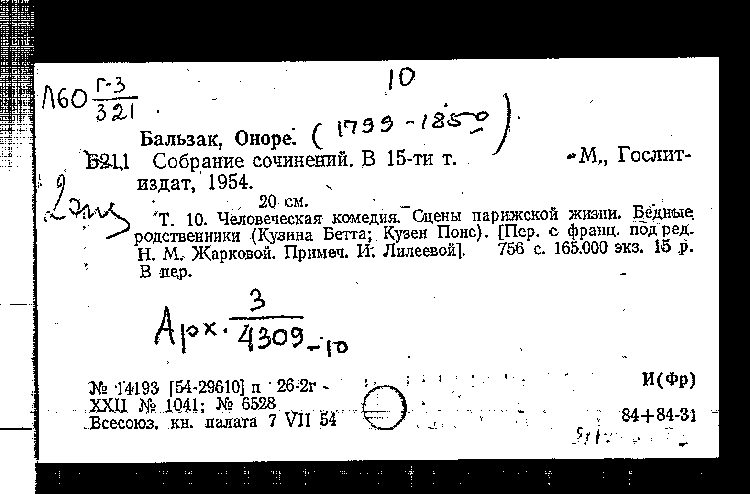 Л60 Г-3/321
10
Бальзак, Оноре. (1799-1850)
Б211 Собрание сочинений. В 15-ти т. М., Гослит-
издат, 1954.
20 см.
2 экз
Т. 10. Человеческая комедия. Сцены парижской жизни. Бедные
родственники (Кузина Бетта; Кузен Понс). [Пер. с франц. под ред.
Н. М. Жарковой. Примеч. И. Лилеевой]. 756 с. 165.000 экз. 15 р.
В пер.
Арх. 3/4309-10
№ 14193 [54-29610] п 26-2г
XXII № 1041; № 6528
Всесоюз. кн. палата 7 VII 54
И(Фр)
84+84-31